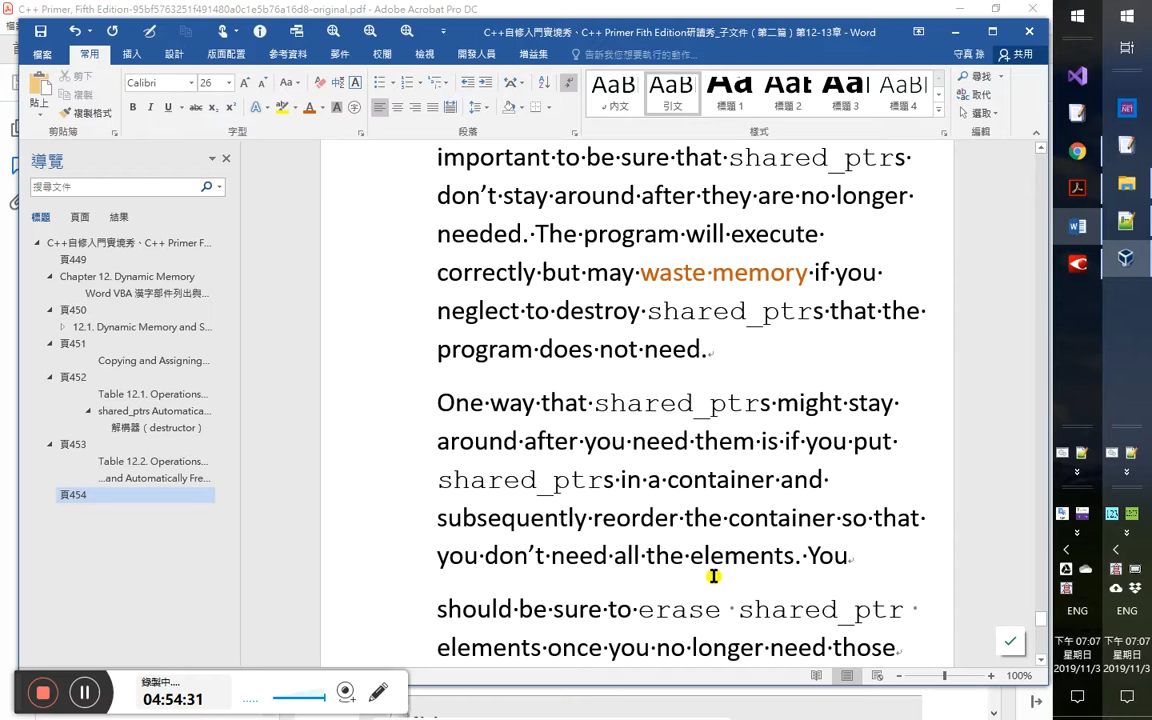 C++ Primer, Fifth Edition-95bf5763251f491480a0c1e5b76a16d8-original.pdf - Adobe Acrobat Pro DC
C++自修入門實境秀、C++ Primer Fifth Edition研讀秀_子文件（第二篇）第12-13章 - Word
檔案
常用
插入
設計
版面配置
參考資料
郵件
校閱
檢視
開發人員
增益集
告訴我您想要執行的動作...
守真 孫
共用
貼上
剪下
複製
複製格式
剪貼簿
Calibri
26
字型
段落
AaB
內文
AaB
引文
Aa
標題 1
Aat
標題 2
Aal
標題 3
AaBl
標題 4
樣式
尋找
取代
選取
編輯
導覽
搜尋文件
標題
頁面
結果
C++自修入門實境秀、C++ Primer F...
頁449
Chapter 12. Dynamic Memory
Word VBA 漢字部件列出與...
頁450
12.1. Dynamic Memory and S...
頁451
Copying and Assigning...
頁452
Table 12.1. Operations...
shared_ptrs Automatica...
解構器（destructor）
頁453
Table 12.2. Operations...
...and Automatically Fre...
頁454
important to be sure that shared_ptrs
don’t stay around after they are no longer
needed. The program will execute
correctly but may waste memory if you
neglect to destroy shared_ptrs that the
program does not need.
One way that shared_ptrs might stay
around after you need them is if you put
shared_ptrs in a container and
subsequently reorder the container so that
you don’t need all the elements. You
should be sure to erase shared_ptr
elements once you no longer need those
100%
錄製中...
04:54:31
ENG
下午 07:07
星期日
2019/11/3
ENG
下午 07:07
星期日
2019/11/3